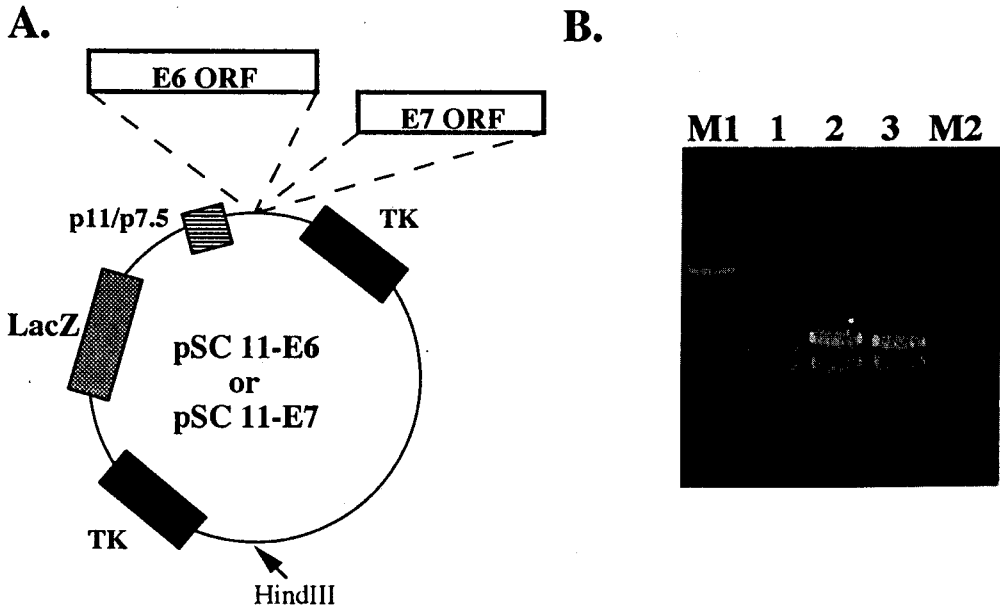 A.
B.
E6 ORF
E7 ORF
M1 1 2 3 M2
p11/p7.5
TK
LacZ
pSC 11-E6
or
pSC 11-E7
TK
HindIII